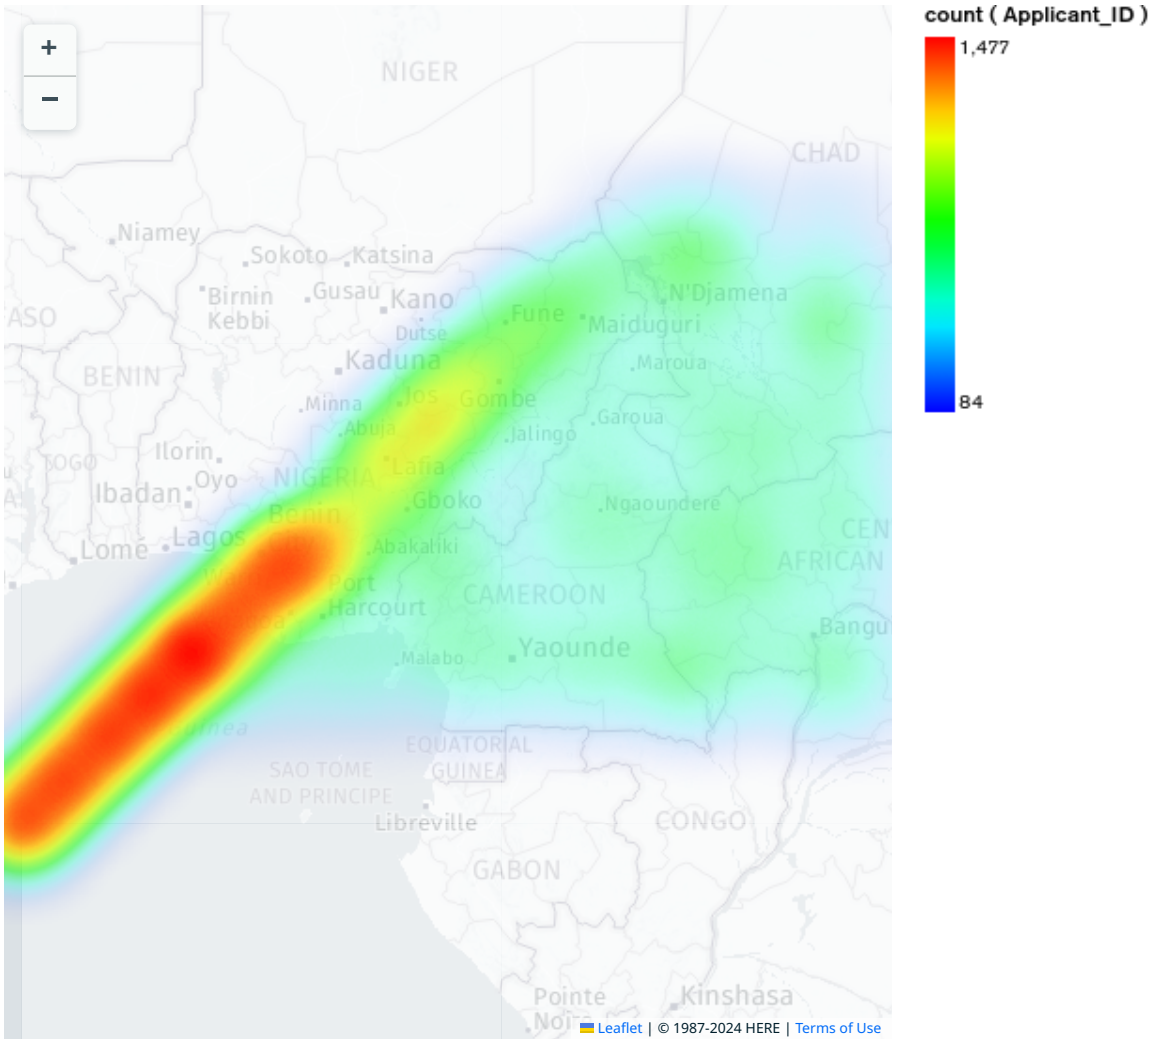 +
−
NIGER
CHAD
Niamey
Sokoto
Katsina
Birnin
Kebbi
Gusau
Kano
N'Djamena
ASO
Fune
Maiduguri
Dutse
Kaduna
Maroua
BENIN
Jos
Gombe
Minna
Abuja
Garoua
Jalingo
Ilorin
TOGO
Lafia
NIGERIA
Oyo
Ibadan
Gboko
Ngaoundere
Benin
CEN
AFRICAN
Lagos
Lome
Abakaliki
Port
Harcourt
CAMEROON
Bangu
Yaounde
Malabo
EQUATORIAL
GUINEA
SAO TOME
AND PRINCIPE
Libreville
CONGO
GABON
Pointe
Noir
Kinshasa
Leaflet | © 1987-2024 HERE | Terms of Use
count ( Applicant_ID )
1,477
84